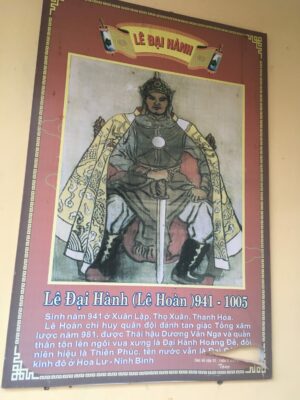 LÊ ĐẠI HÀNH
Lê Đại Hành (Lê Hoàn )941 - 1005
Sinh năm 941 ở Xuân Lập, Thọ Xuân, Thanh Hóa.
Lê Hoàn chỉ huy quân đội đánh tan giặc Tống xâm
lược năm 981, được Thái hậu Dương Vân Nga và quần
thần tôn lên ngôi vua xưng là Đại Hành Hoàng Đế, đổi
niên hiệu là Thiên Phúc, tên nước vẫn là Đại
kinh đô ở Hoa Lư - Ninh Bình